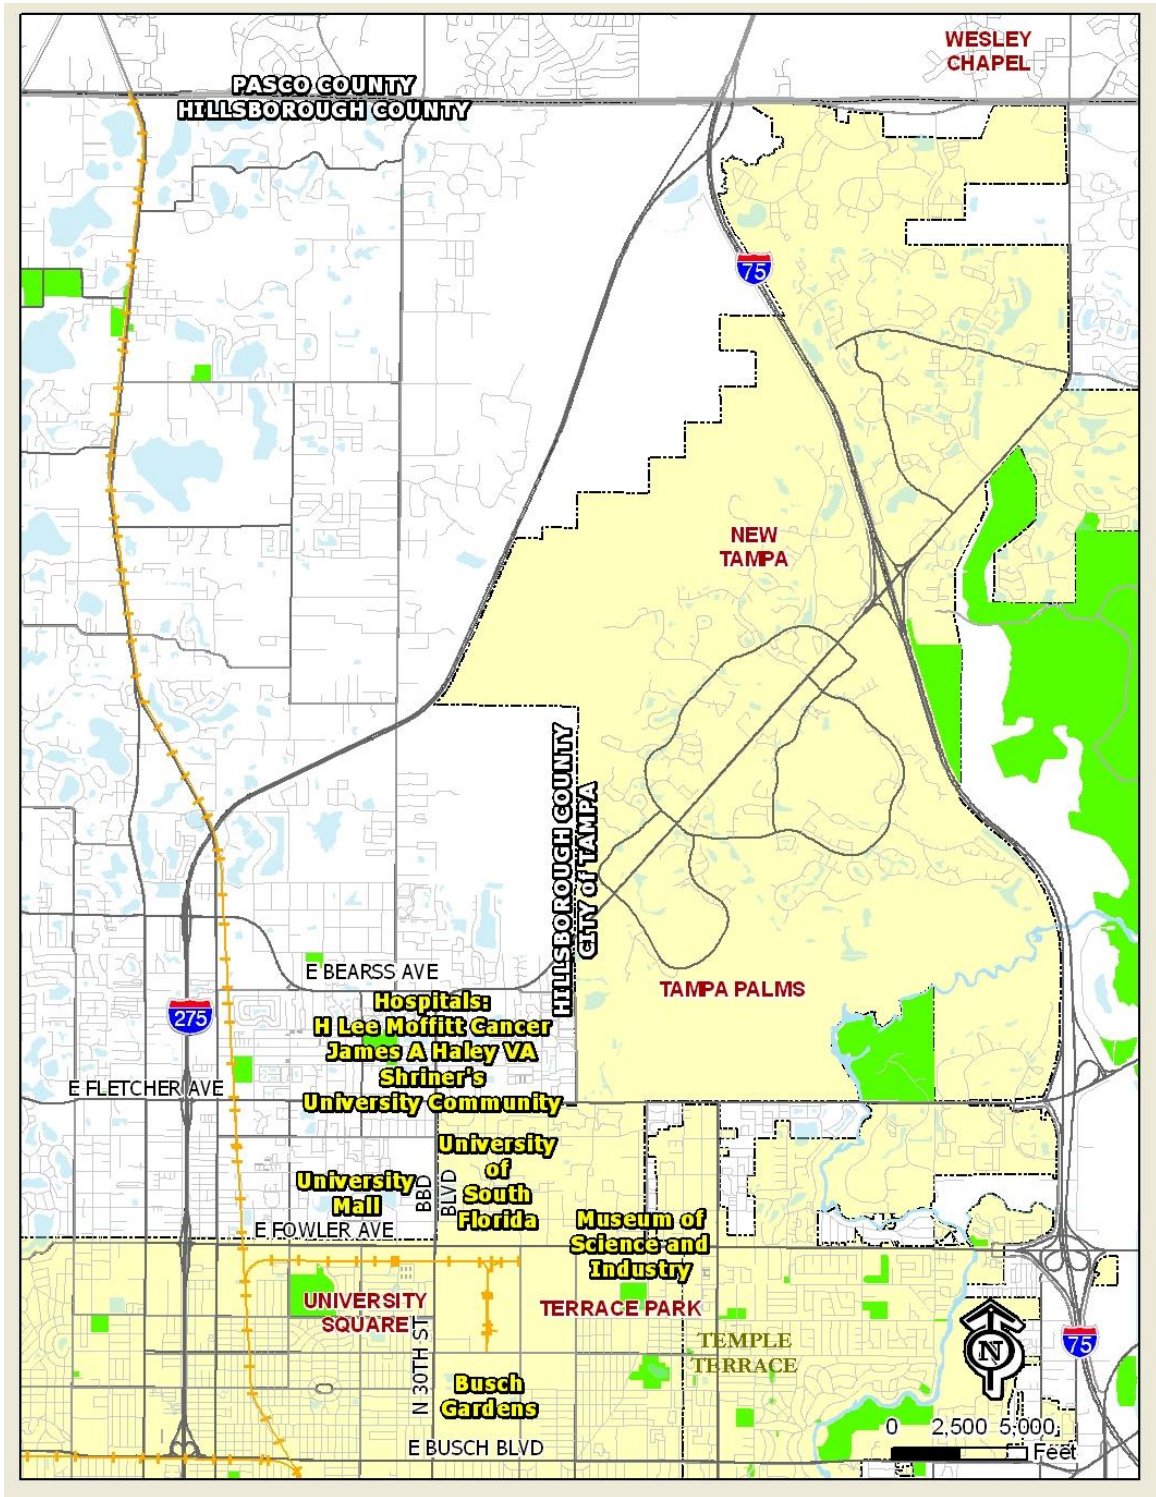 WESLEY
CHAPEL
PASCO COUNTY
HILLSBOROUGH COUNTY
75
NEW
TAMPA
HILLSBOROUGH COUNTY
CITY of TAMPA
E BEARSS AVE
TAMPA PALMS
275
Hospitals:
H Lee Moffitt Cancer
James A Haley VA
Shriner's
University Community
E FLETCHER AVE
University
of
South
Florida
University
Mall
BBD
BLVD
E FOWLER AVE
Museum of
Science and
Industry
UNIVERSITY
SQUARE
TERRACE PARK
TEMPLE
TERRACE
N 30TH ST
N
75
Busch
Gardens
E BUSCH BLVD
0 2,500 5,000
Feet